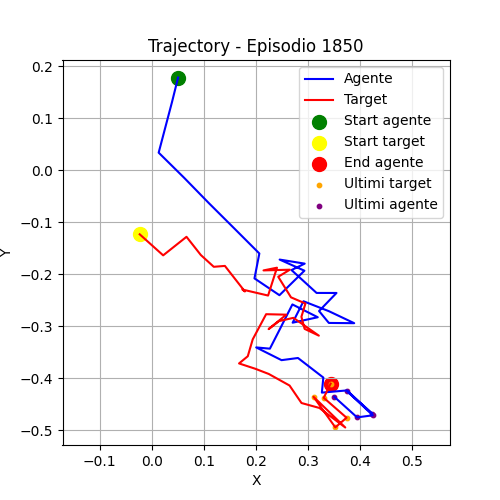 Trajectory - Episodio 1850
Agente
Target
Start agente
Start target
End agente
Ultimi target
Ultimi agente
Y
0.2
0.1
0.0
−0.1
−0.2
−0.3
−0.4
−0.5
−0.1
0.0
0.1
0.2
0.3
0.4
0.5
X